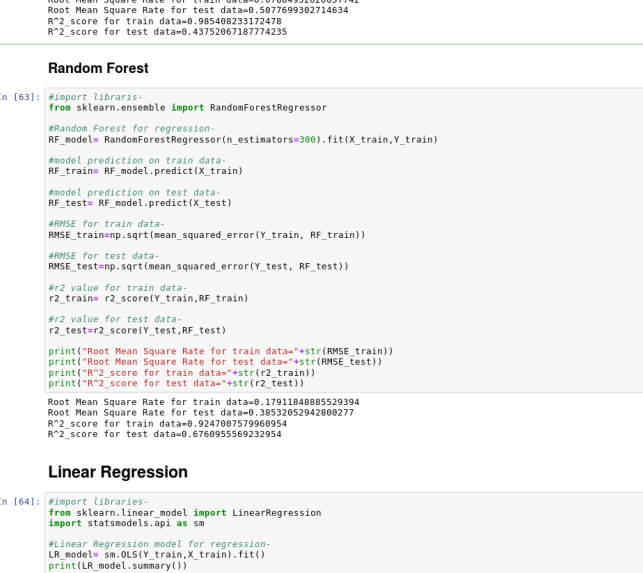 Root Mean Square Rate for test data=0.5077699302714634
R^2_score for train data=0.985408233172478
R^2_score for test data=0.43752067187774235
Random Forest
In [63]:
#import libraris-
from sklearn.ensemble import RandomForestRegressor
#Random Forest for regression-
RF_model= RandomForestRegressor(n_estimators=300).fit(X_train,Y_train)
#model prediction on train data-
RF_train= RF_model.predict(X_train)
#model prediction on test data-
RF_test= RF_model.predict(X_test)
#RMSE for train data-
RMSE_train=np.sqrt(mean_squared_error(Y_train, RF_train))
#RMSE for test data-
RMSE_test=np.sqrt(mean_squared_error(Y_test, RF_test))
#r2 value for train data-
r2_train= r2_score(Y_train,RF_train)
#r2 value for test data-
r2_test=r2_score(Y_test,RF_test)
print("Root Mean Square Rate for train data="+str(RMSE_train))
print("Root Mean Square Rate for test data="+str(RMSE_test))
print("R^2_score for train data="+str(r2_train))
print("R^2_score for test data="+str(r2_test))
Root Mean Square Rate for train data=0.17911848885529394
Root Mean Square Rate for test data=0.38532052942800277
R^2_score for train data=0.9247007579960954
R^2_score for test data=0.6760955569232954
Linear Regression
In [64]:
#import libraries-
from sklearn.linear_model import LinearRegression
import statsmodels.api as sm
#Linear Regression model for regression-
LR_model= sm.OLS(Y_train,X_train).fit()
print(LR_model.summary())